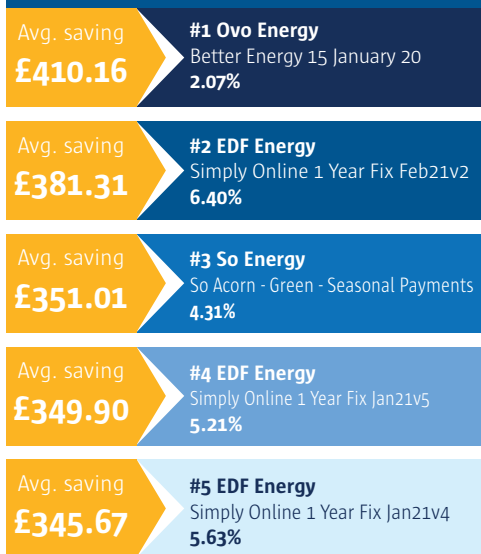 Avg. saving
£410.16
#1 Ovo Energy
Better Energy 15 January 20
2.07%
Avg. saving
£381.31
#2 EDF Energy
Simply Online 1 Year Fix Feb21v2
6.40%
Avg. saving
£351.01
#3 So Energy
So Acorn - Green - Seasonal Payments
4.31%
Avg. saving
£349.90
#4 EDF Energy
Simply Online 1 Year Fix Jan21v5
5.21%
Avg. saving
£345.67
#5 EDF Energy
Simply Online 1 Year Fix Jan21v4
5.63%